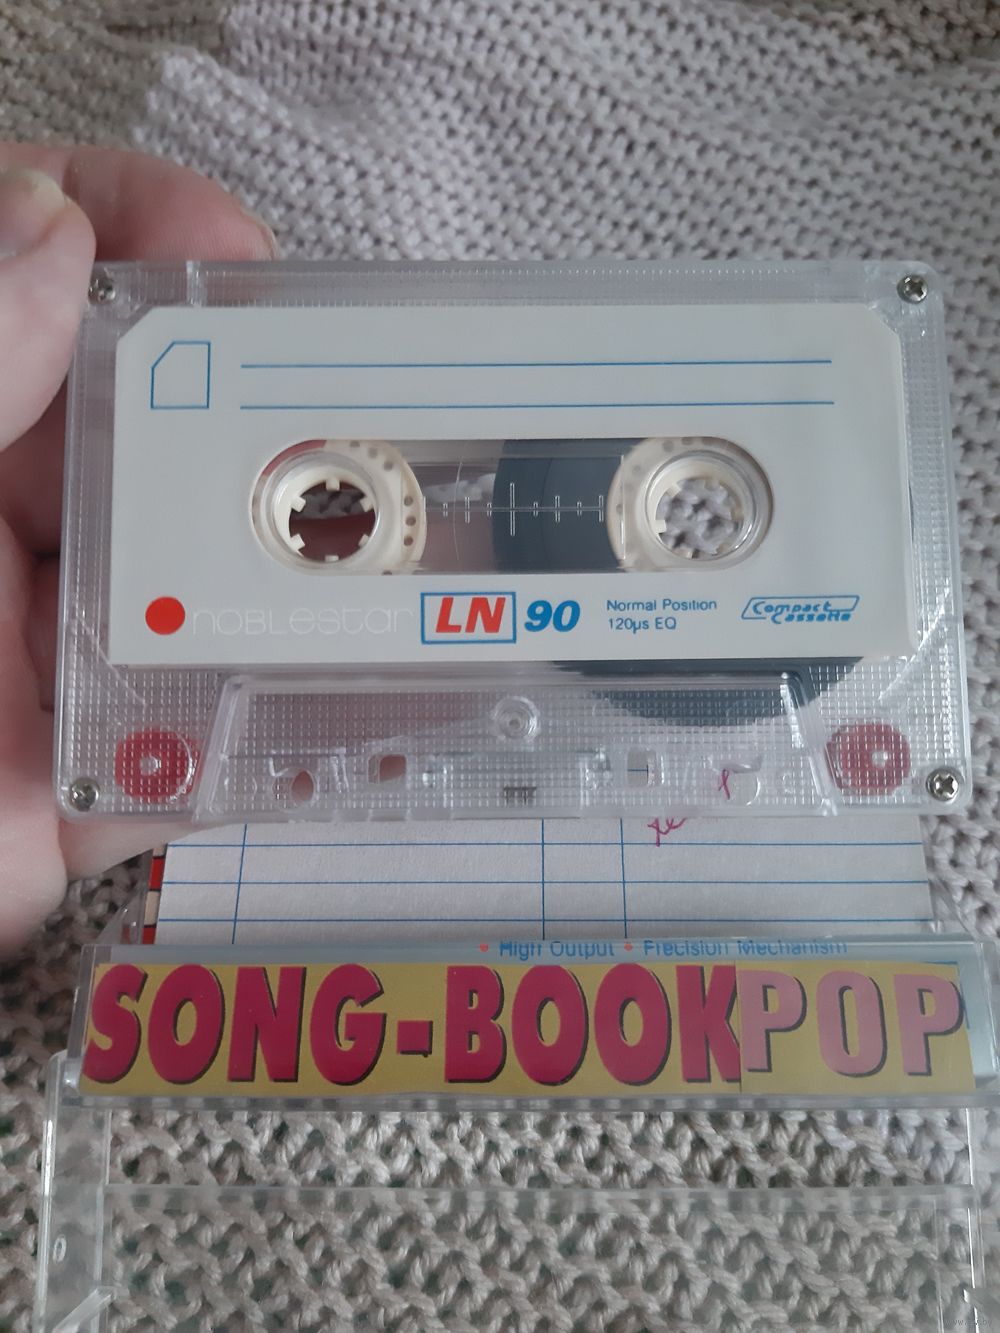 noblestar LN 90 Normal Position
120µs EQ
Compact
Cassette
• High Output • Precision Mechanism
SONG-BOOK POP